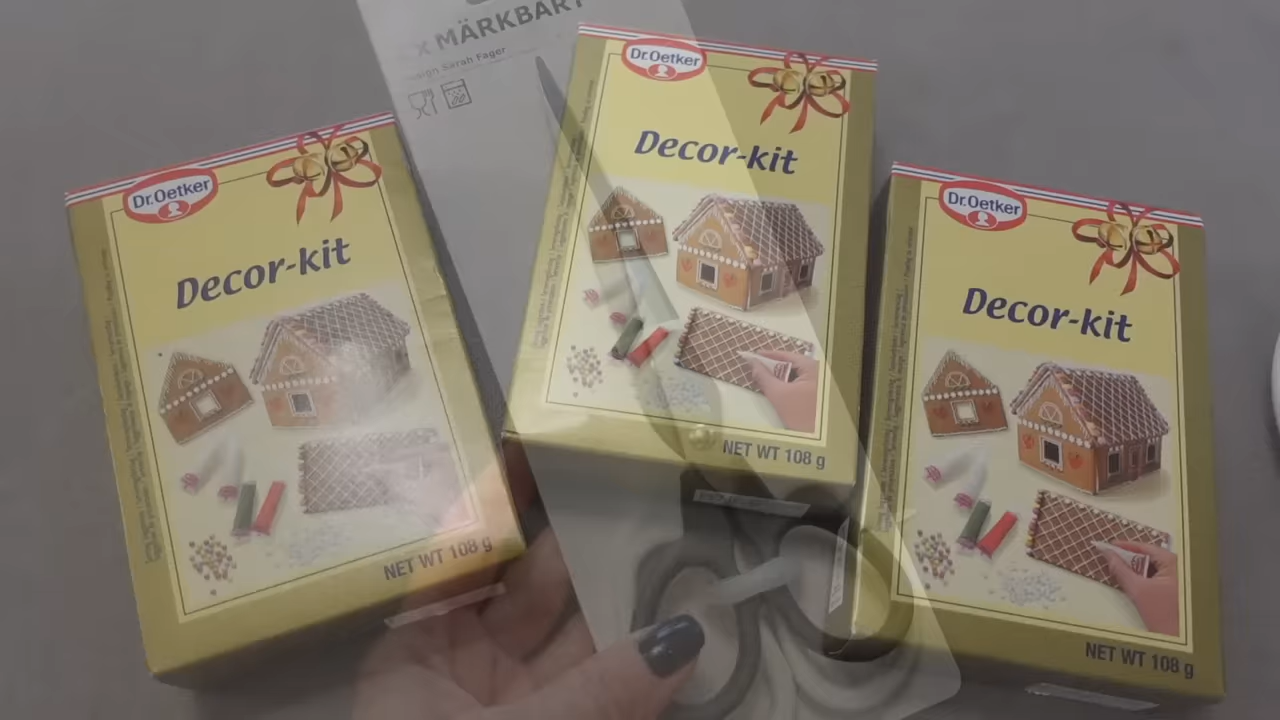 MÄRKBART
Design Sarah Fager
Dr.Oetker
Decor-kit
NET WT 108 g
Dr.Oetker
Decor-kit
NET WT 108 g
Dr.Oetker
Decor-kit
NET WT 108 g